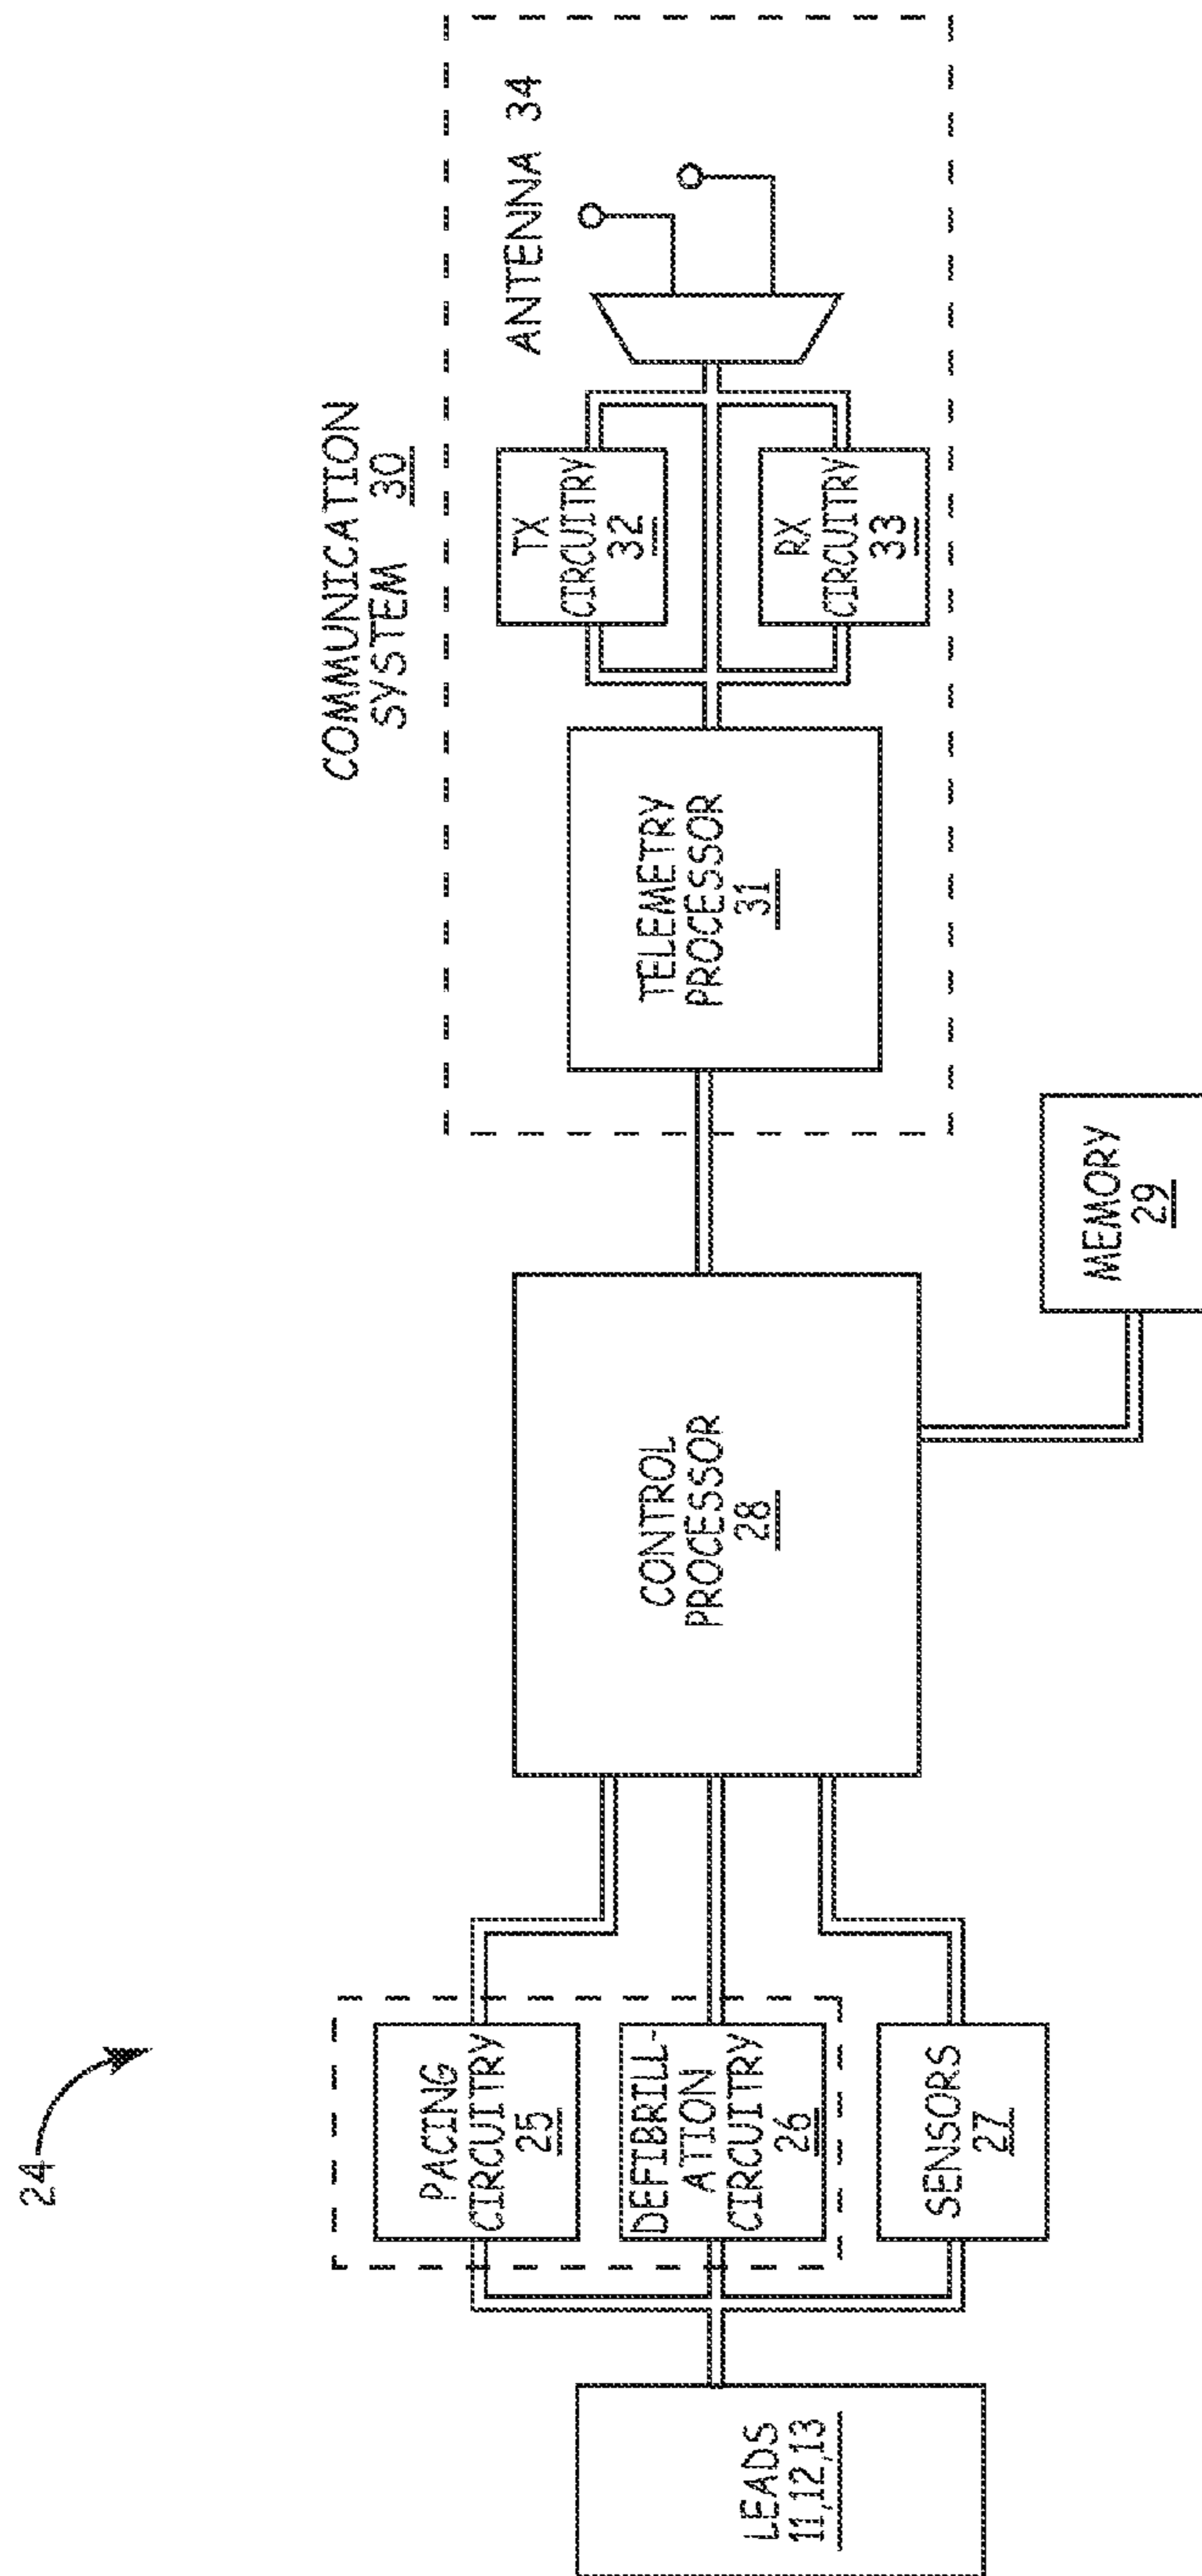 24
LEADS
11,12,13
PACING
CIRCUITRY
25
DEFIBRILL-
ATION
CIRCUITRY
26
SENSORS
27
CONTROL
PROCESSOR
28
MEMORY
29
COMMUNICATION
SYSTEM 30
TELEMETRY
PROCESSOR
31
TX
CIRCUITRY
32
RX
CIRCUITRY
33
ANTENNA 34